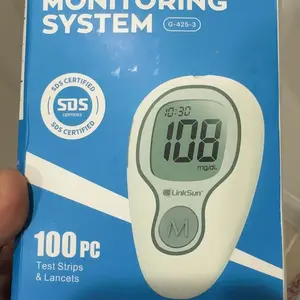 MONITORING
SYSTEM
G-425-3
SDS CERTIFIED
SDS
SDS CERTIFIED
10:30
108
mg/dL
LinkSun
M
100 PC
Test Strips
& Lancets